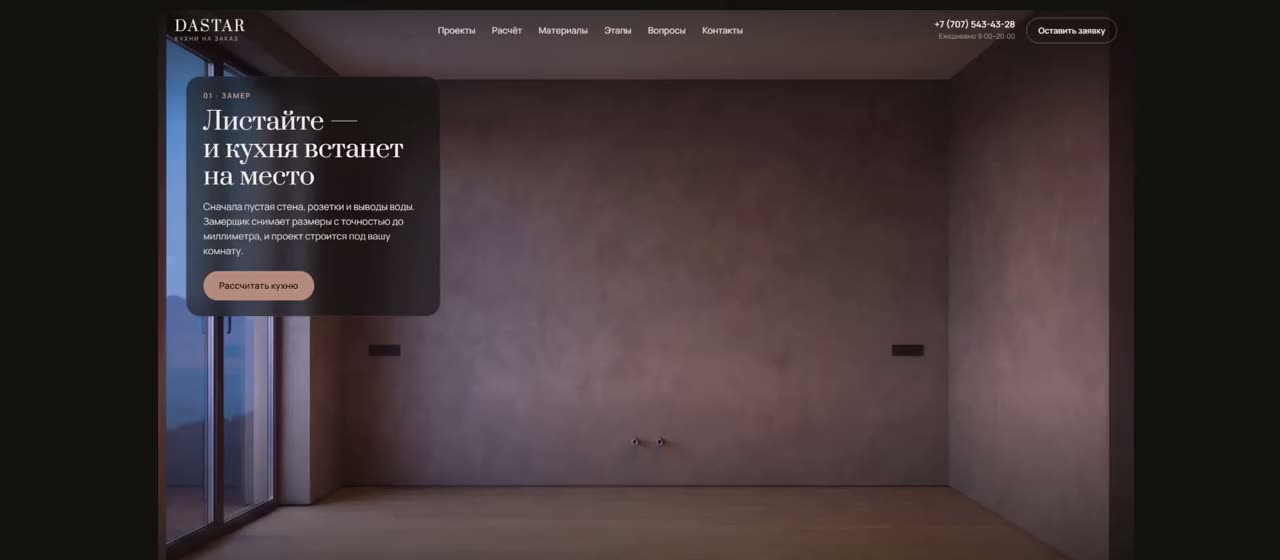 DASTAR
КУХНИ НА ЗАКАЗ
Проекты Расчёт Материалы Этапы Вопросы Контакты
+7 (707) 543-43-28
Ежедневно 9:00–20:00
Оставить заявку
01 · ЗАМЕР
Листайте —
и кухня встанет
на место
Сначала пустая стена, розетки и выводы воды.
Замерщик снимает размеры с точностью до
миллиметра, и проект строится под вашу
комнату.
Рассчитать кухню